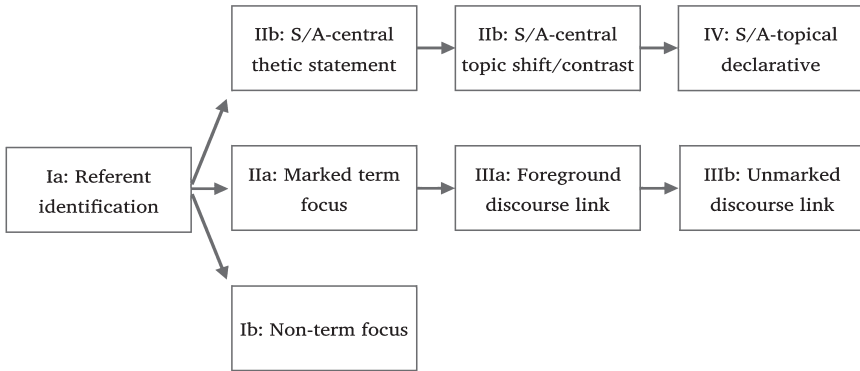 IIb: S/A-central
thetic statement
IIb: S/A-central
topic shift/contrast
IV: S/A-topical
declarative
Ia: Referent
identification
IIa: Marked term
focus
IIIa: Foreground
discourse link
IIIb: Unmarked
discourse link
Ib: Non-term focus